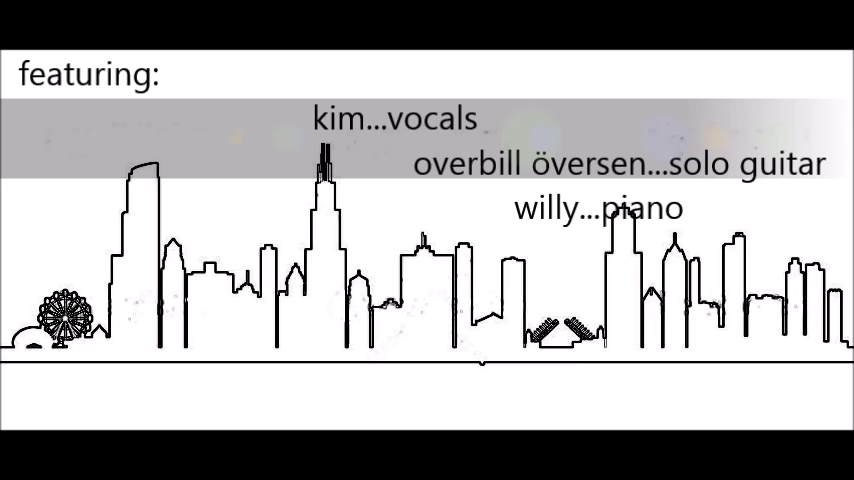 featuring:
kim...vocals
overbill översen...solo guitar
willy...piano